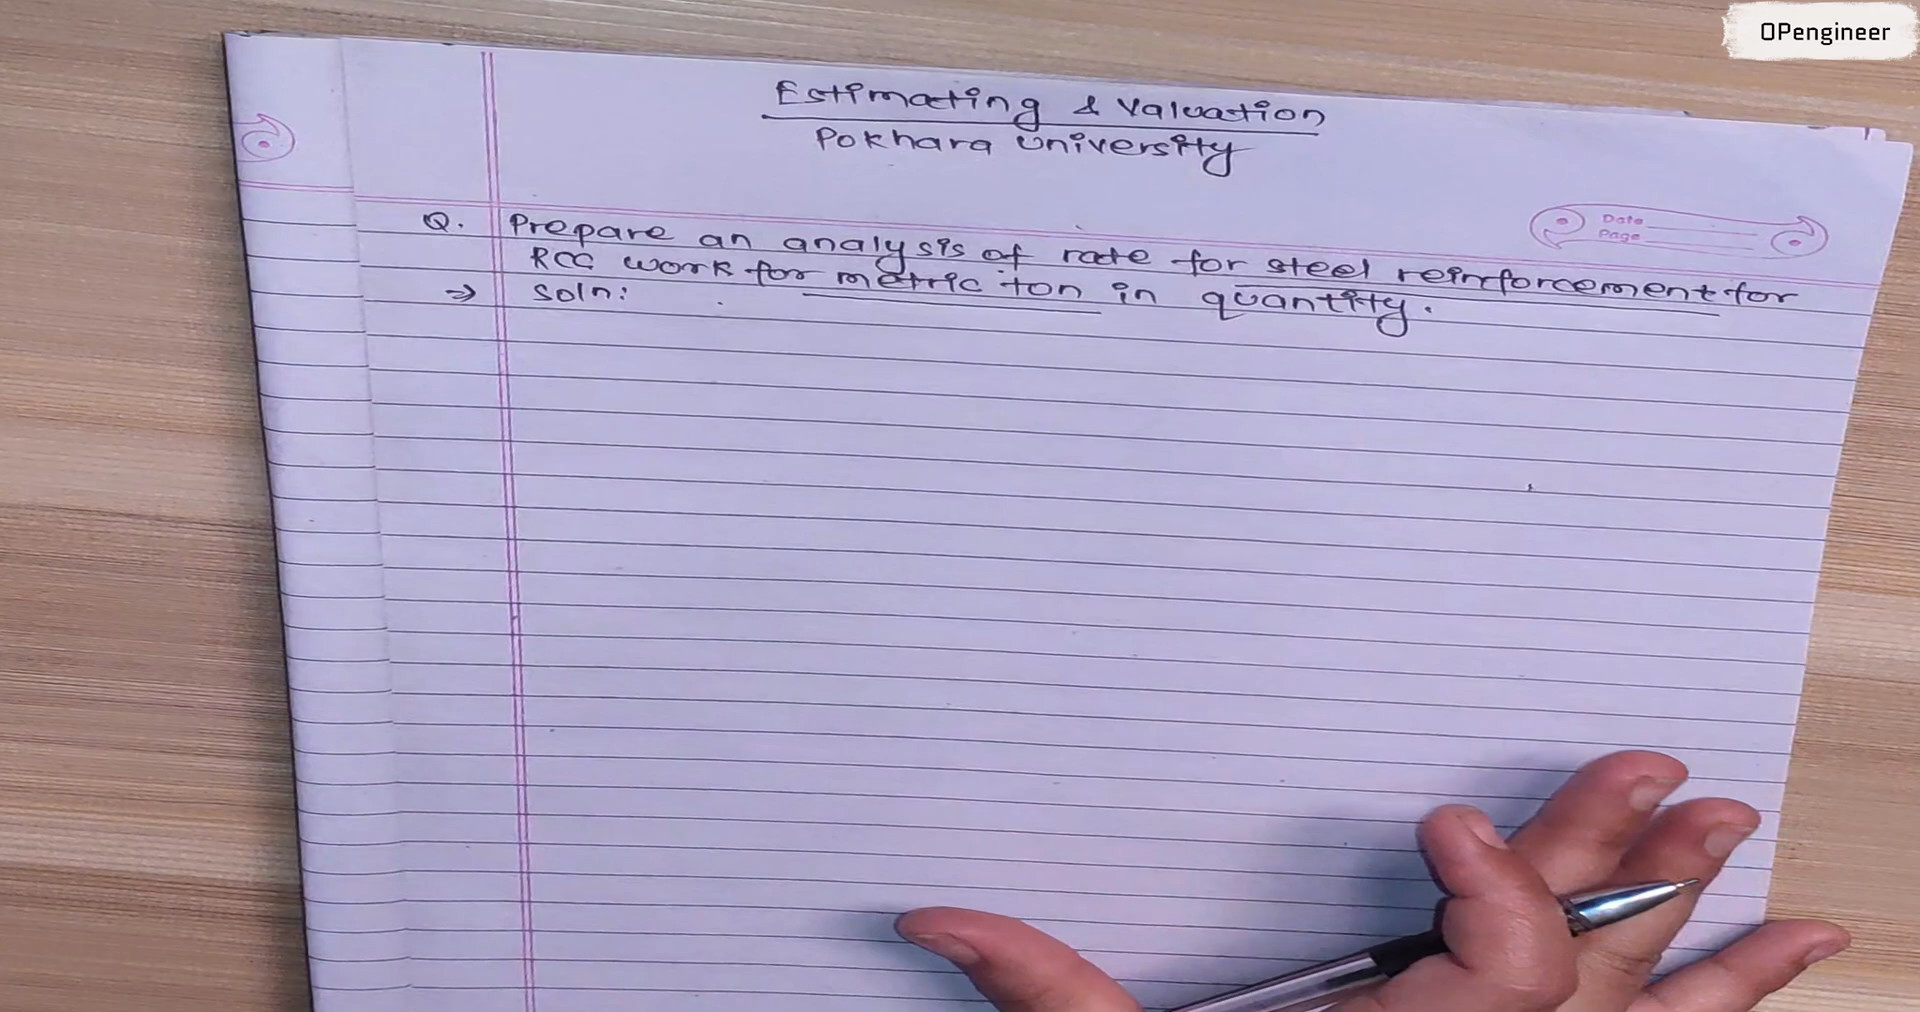 OPengineer
Estimating & Valuation
Pokhara University
Date
Page
Q. Prepare an analysis of rate for steel reinforcement for
RCC work for metric ton in quantity.
⇒ Soln: